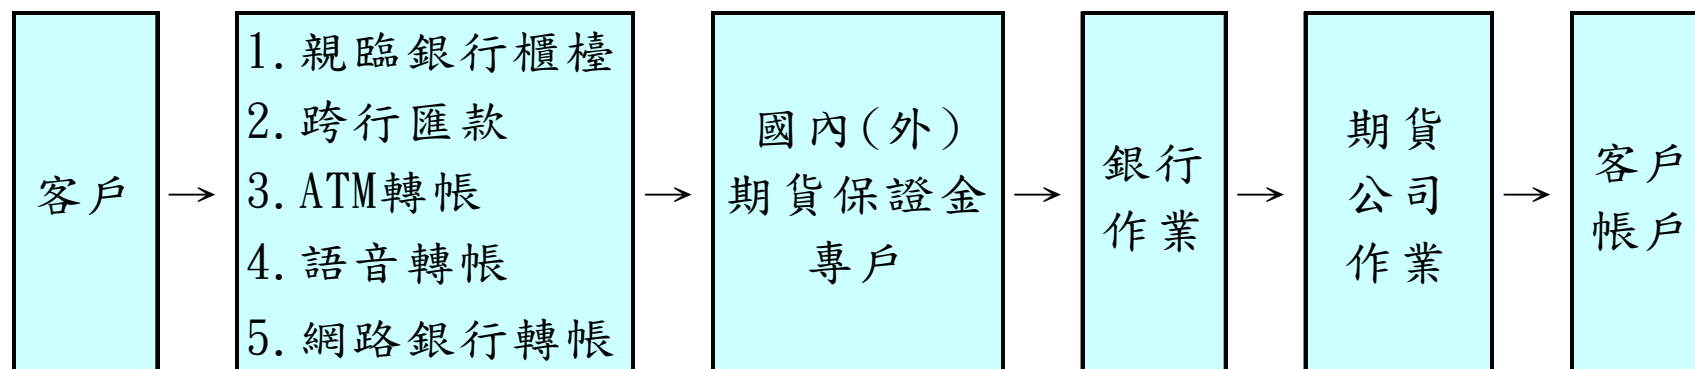 客戶
→
1.親臨銀行櫃檯
2.跨行匯款
3.ATM轉帳
4.語音轉帳
5.網路銀行轉帳
→
國內(外)
期貨保證金
專戶
→
銀行
作業
→
期貨
公司
作業
→
客戶
帳戶